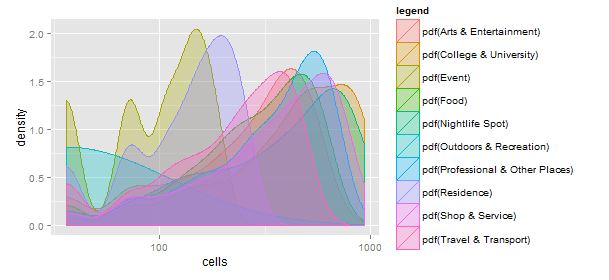 legend
pdf(Arts & Entertainment)
pdf(College & University)
pdf(Event)
pdf(Food)
pdf(Nightlife Spot)
pdf(Outdoors & Recreation)
pdf(Professional & Other Places)
pdf(Residence)
pdf(Shop & Service)
pdf(Travel & Transport)
density
2.0
1.5
1.0
0.5
0.0
100
1000
cells